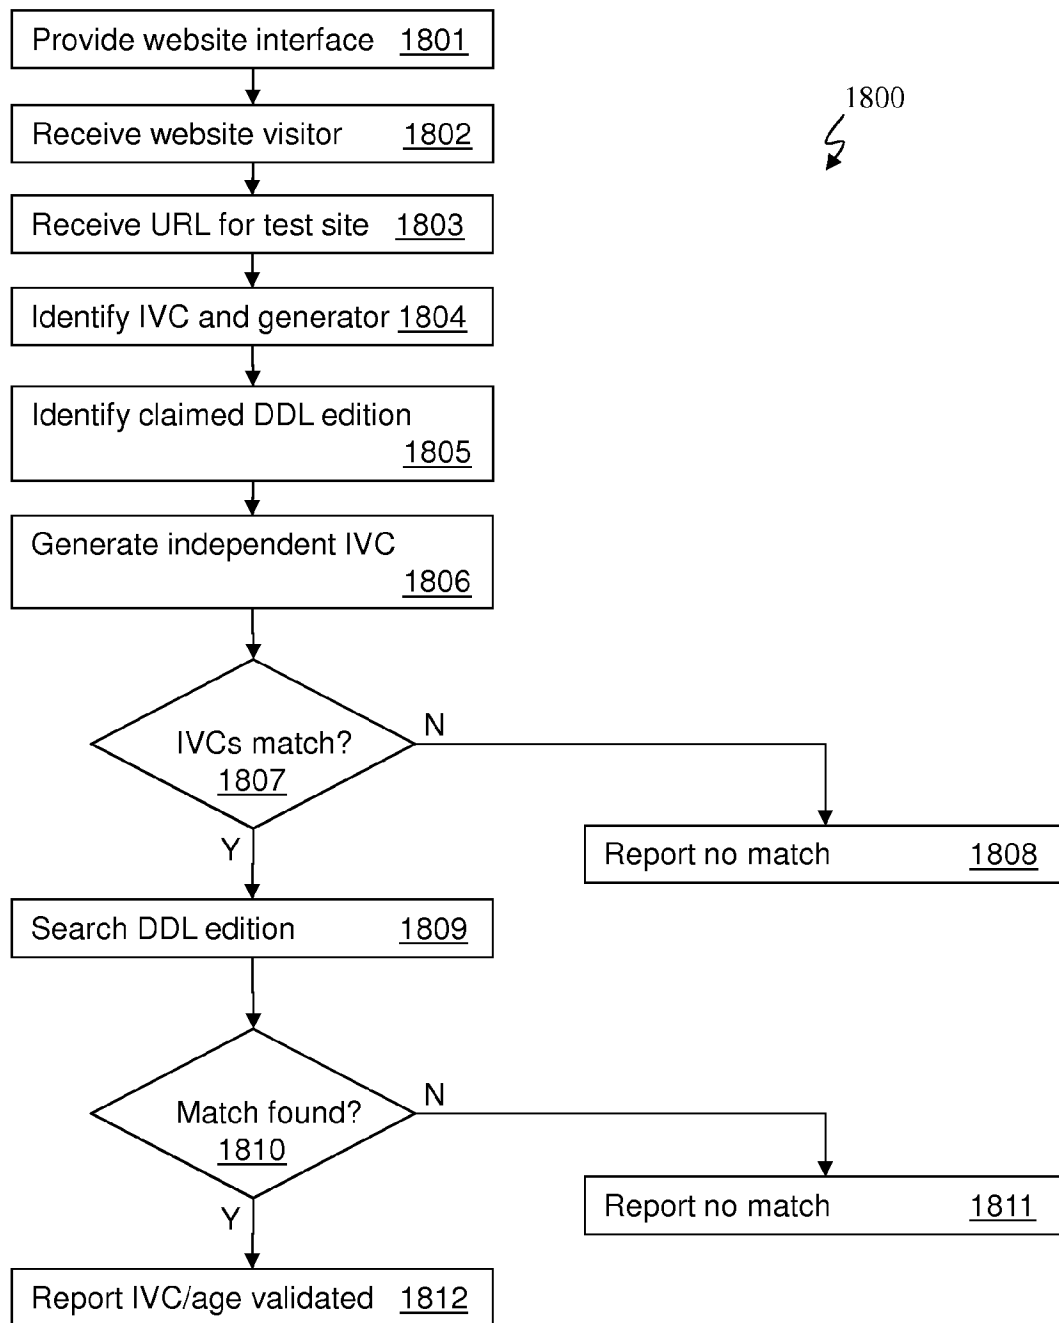 Provide website interface 1801
1800
Receive website visitor 1802
Receive URL for test site 1803
Identify IVC and generator 1804
Identify claimed DDL edition
1805
Generate independent IVC
1806
N
IVCs match?
1807
Y
Report no match 1808
Search DDL edition 1809
N
Match found?
1810
Y
Report no match 1811
Report IVC/age validated 1812